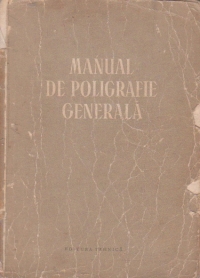 MANUAL
DE POLIGRAFIE
GENERALĂ
EDITURA TEHNICĂ